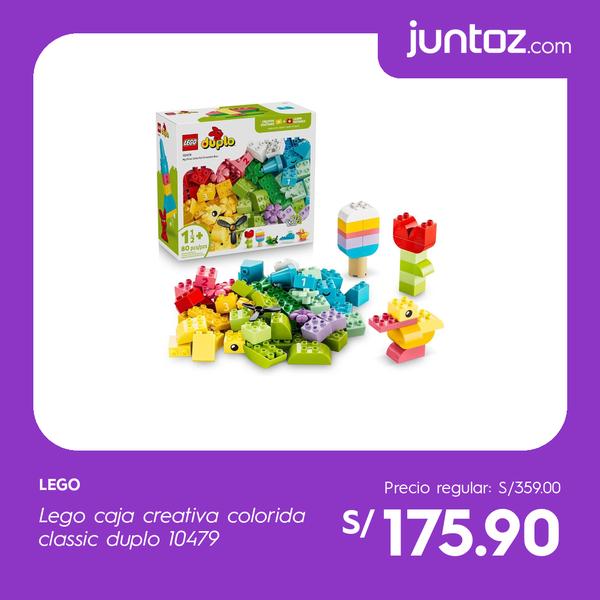 juntoz.com
LEGO duplo
10479
1½+
80 pcs/pzs
LEGO
Lego caja creativa colorida
classic duplo 10479
Precio regular: S/359.00
S/175.90